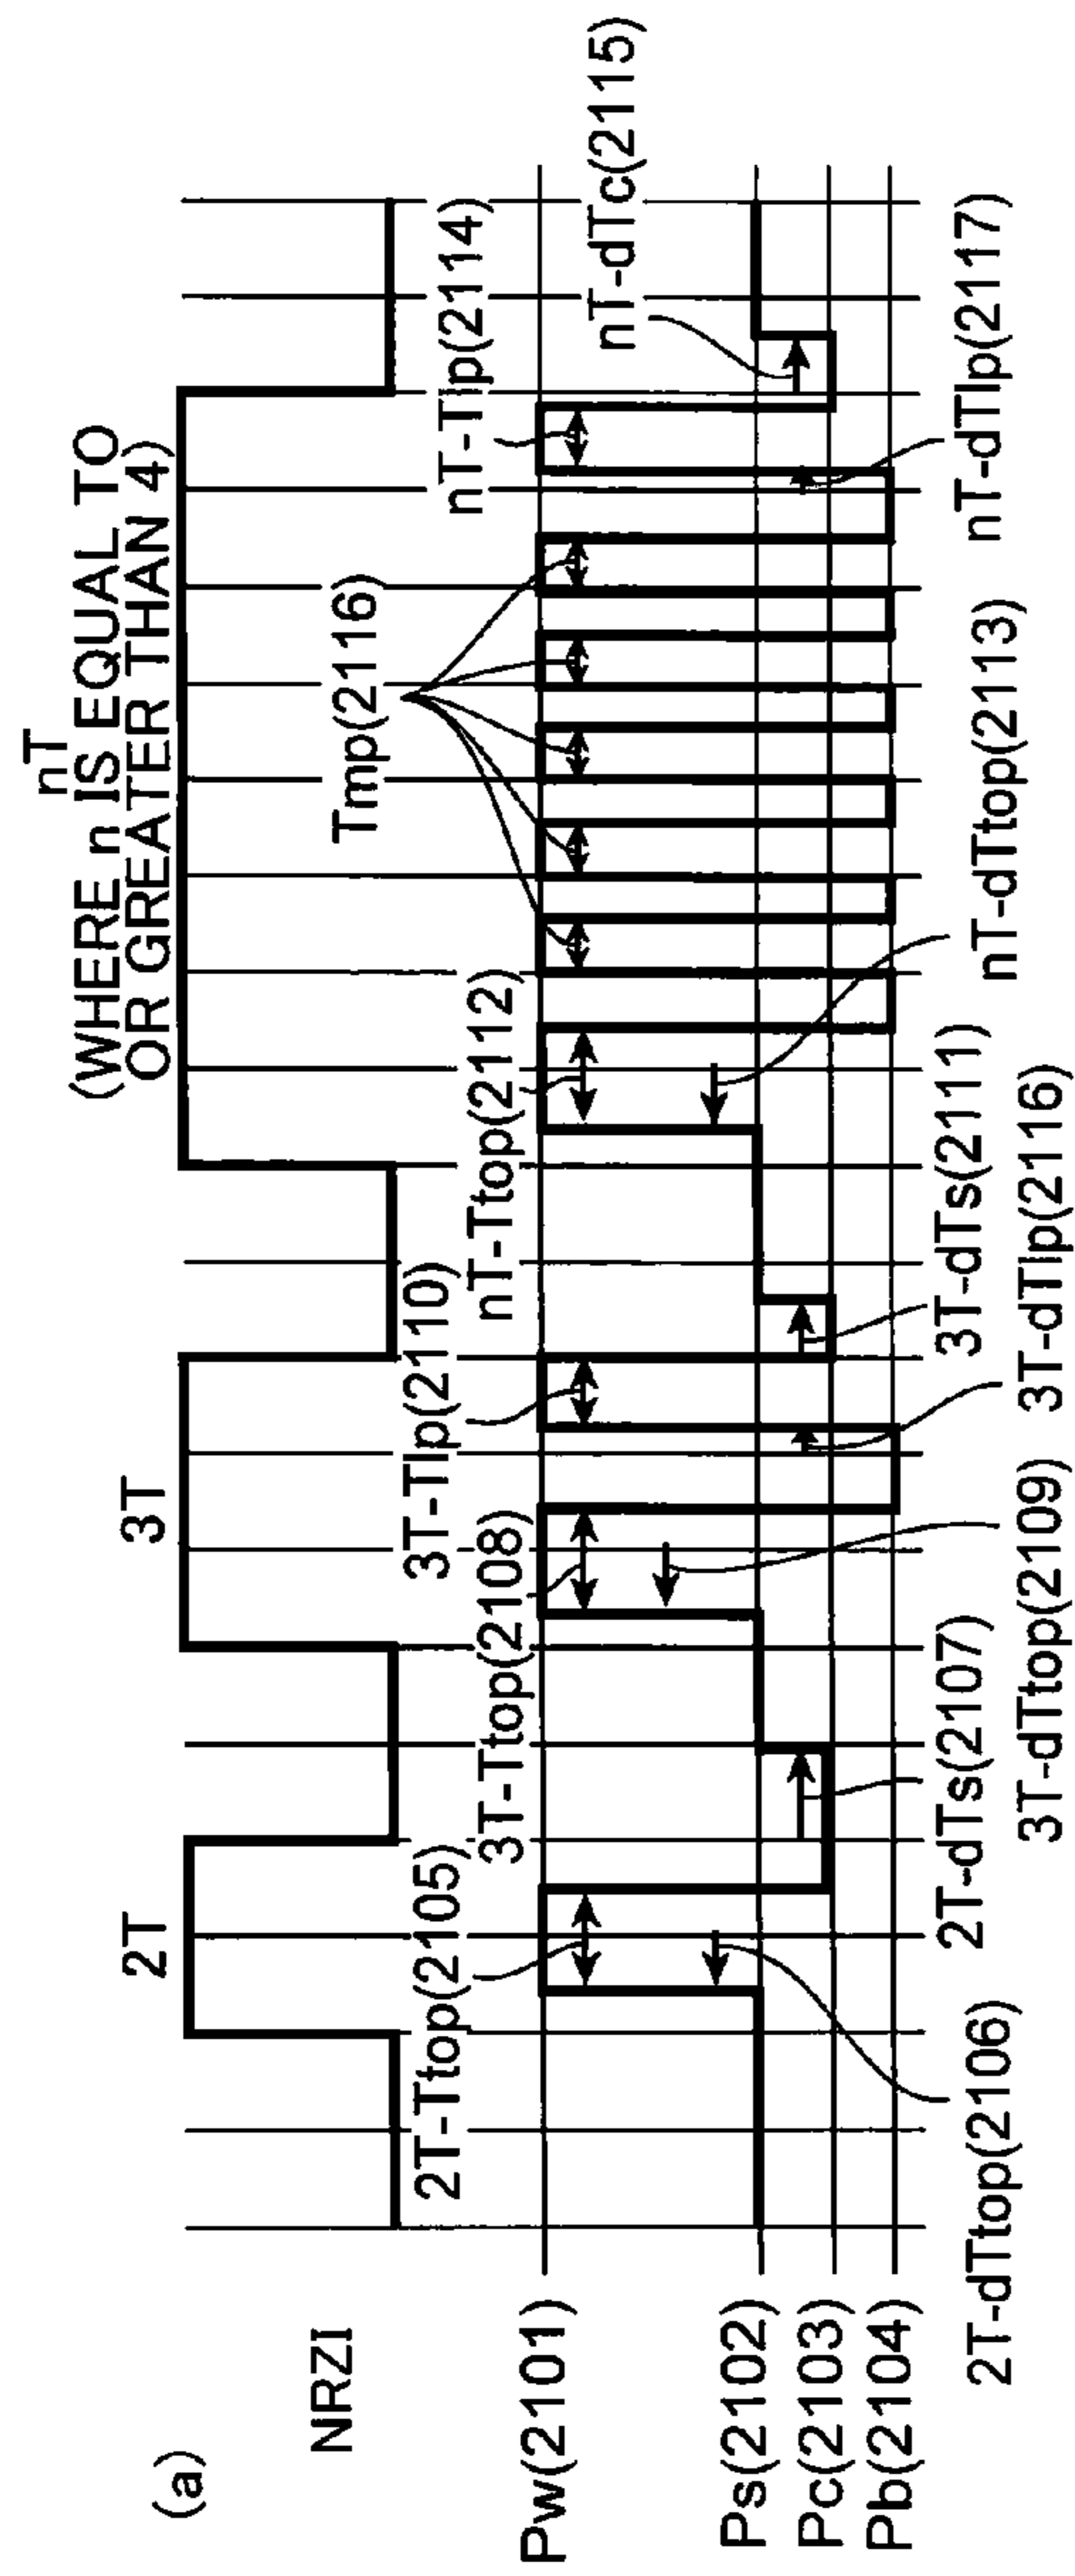 (a)
2T
3T
nT
(WHERE n IS EQUAL TO
OR GREATER THAN 4)
NRZI
2T-Ttop(2105)
3T-Ttop(2108)
3T-Tlp(2110)
nT-Ttop(2112)
Tmp(2116)
nT-Tlp(2114)
nT-dTc(2115)
Pw(2101)
Ps(2102)
Pc(2103)
Pb(2104)
2T-dTtop(2106)
2T-dTs(2107)
3T-dTtop(2109)
3T-dTs(2111)
3T-dTlp(2116)
nT-dTtop(2113)
nT-dTlp(2117)